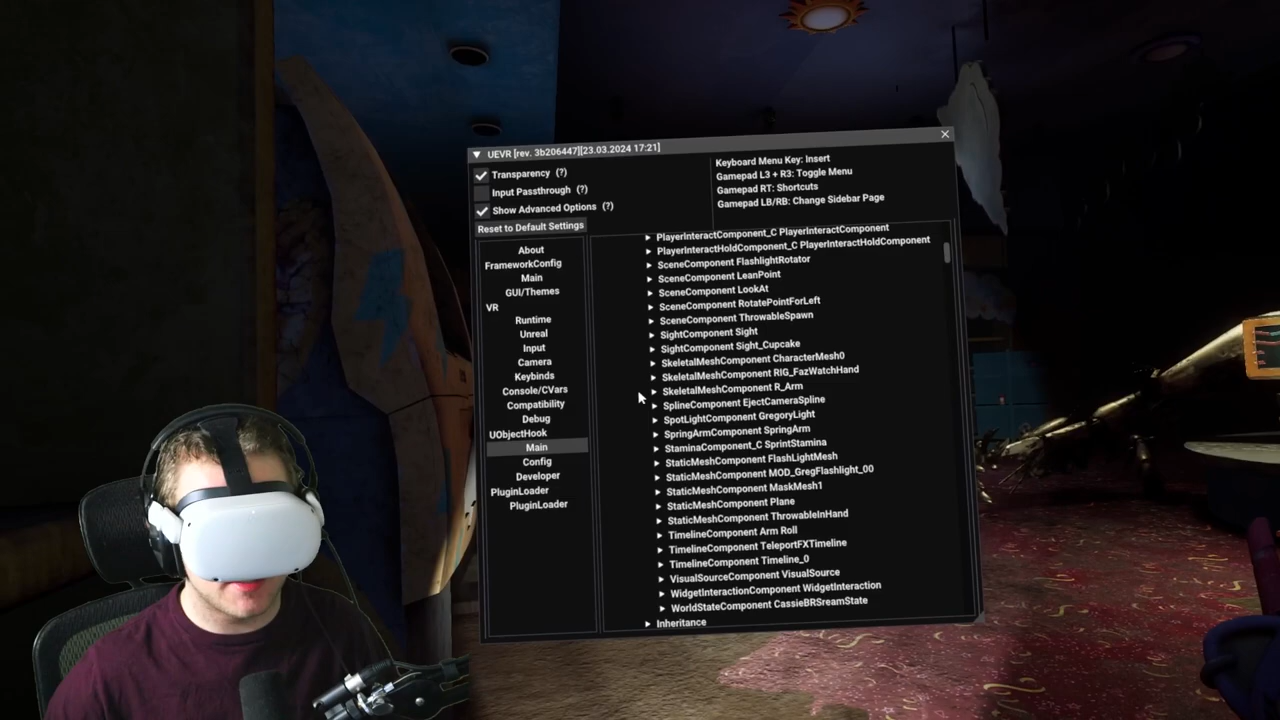 UEVR [rev. 3b206447][23.03.2024 17:21]
Transparency (?)
Input Passthrough (?)
Show Advanced Options (?)
Reset to Default Settings
Keyboard Menu Key: Insert
Gamepad L3 + R3: Toggle Menu
Gamepad RT: Shortcuts
Gamepad LB/RB: Change Sidebar Page
About
FrameworkConfig
Main
GUI/Themes
VR
Runtime
Unreal
Input
Camera
Keybinds
Console/CVars
Compatibility
Debug
UObjectHook
Main
Config
Developer
PluginLoader
PluginLoader
PlayerInteractComponent_C PlayerInteractComponent
PlayerInteractHoldComponent_C PlayerInteractHoldComponent
SceneComponent FlashlightRotator
SceneComponent LeanPoint
SceneComponent LookAt
SceneComponent RotatePointForLeft
SceneComponent ThrowableSpawn
SightComponent Sight
SightComponent Sight_Cupcake
SkeletalMeshComponent CharacterMesh0
SkeletalMeshComponent RIG_FazWatchHand
SkeletalMeshComponent R_Arm
SplineComponent EjectCameraSpline
SpotLightComponent GregoryLight
SpringArmComponent SpringArm
StaminaComponent_C SprintStamina
StaticMeshComponent FlashLightMesh
StaticMeshComponent MOD_GregFlashlight_00
StaticMeshComponent MaskMesh1
StaticMeshComponent Plane
StaticMeshComponent ThrowableInHand
TimelineComponent Arm Roll
TimelineComponent TeleportFXTimeline
TimelineComponent Timeline_0
VisualSourceComponent VisualSource
WidgetInteractionComponent WidgetInteraction
WorldStateComponent CassieBRSreamState
Inheritance